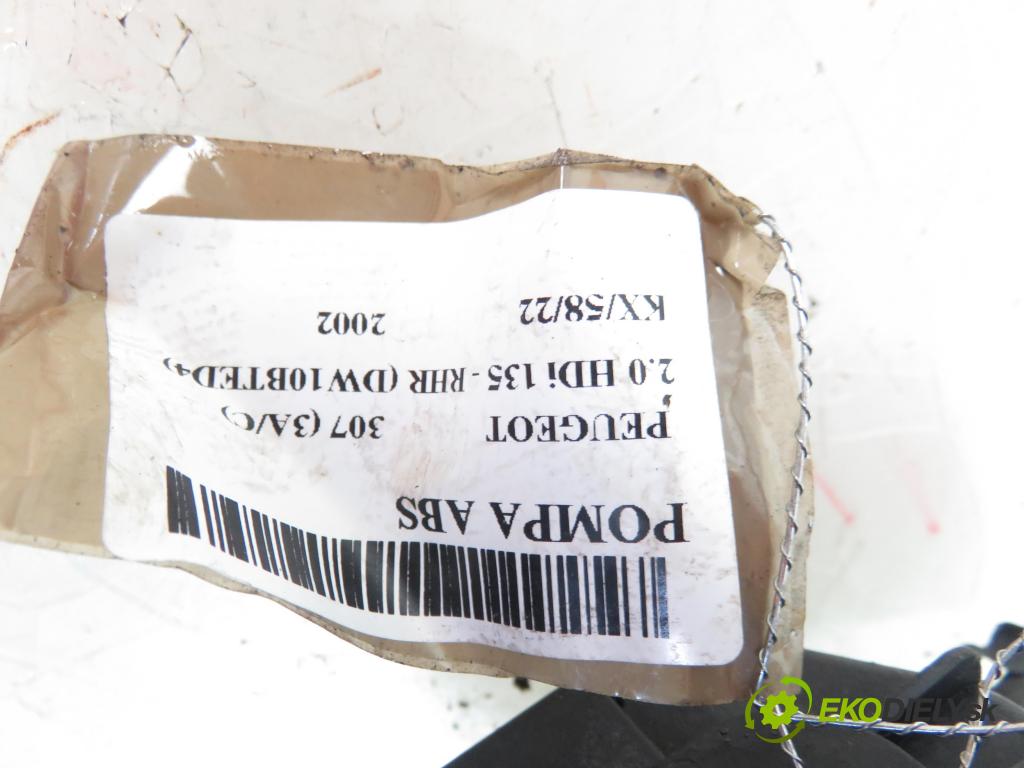 POMPA ABS
PEUGEOT 307 (3A/C)
2.0 HDi 135 - RHR (DW10BTED4)
KX/58/22 2002
EKODIELY.sk